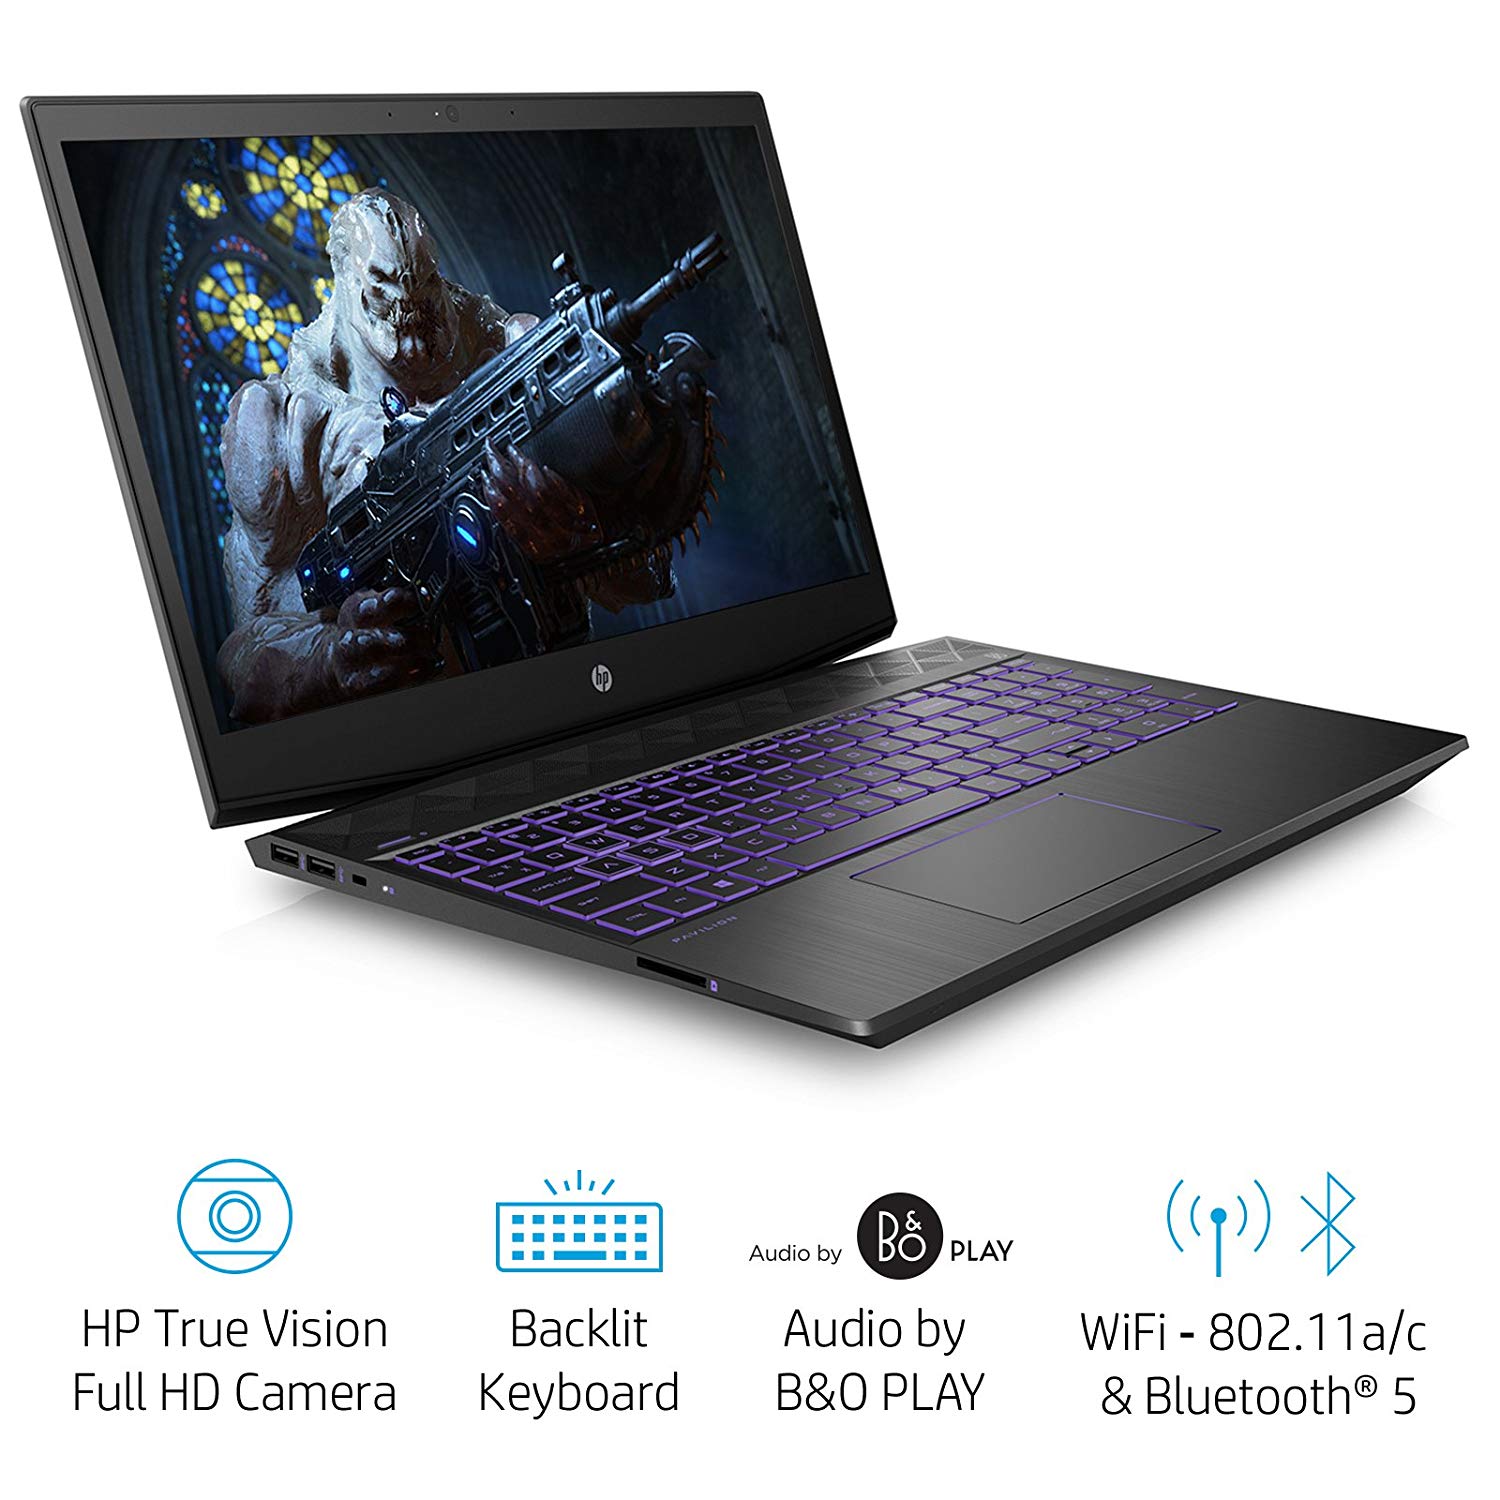 hp
PAVILION
Audio by B&O PLAY
HP True Vision
Full HD Camera
Backlit
Keyboard
Audio by
B&O PLAY
WiFi - 802.11a/c
& Bluetooth® 5